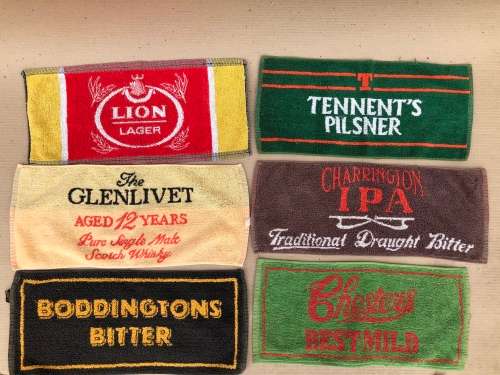 LION
LAGER
T
TENNENT'S
PILSNER
The
GLENLIVET
AGED 12 YEARS
Pure Single Malt
Scotch Whisky
CHARRINGTON
IPA
Traditional Draught Bitter
BODDINGTONS
BITTER
Chesters
BEST MILD